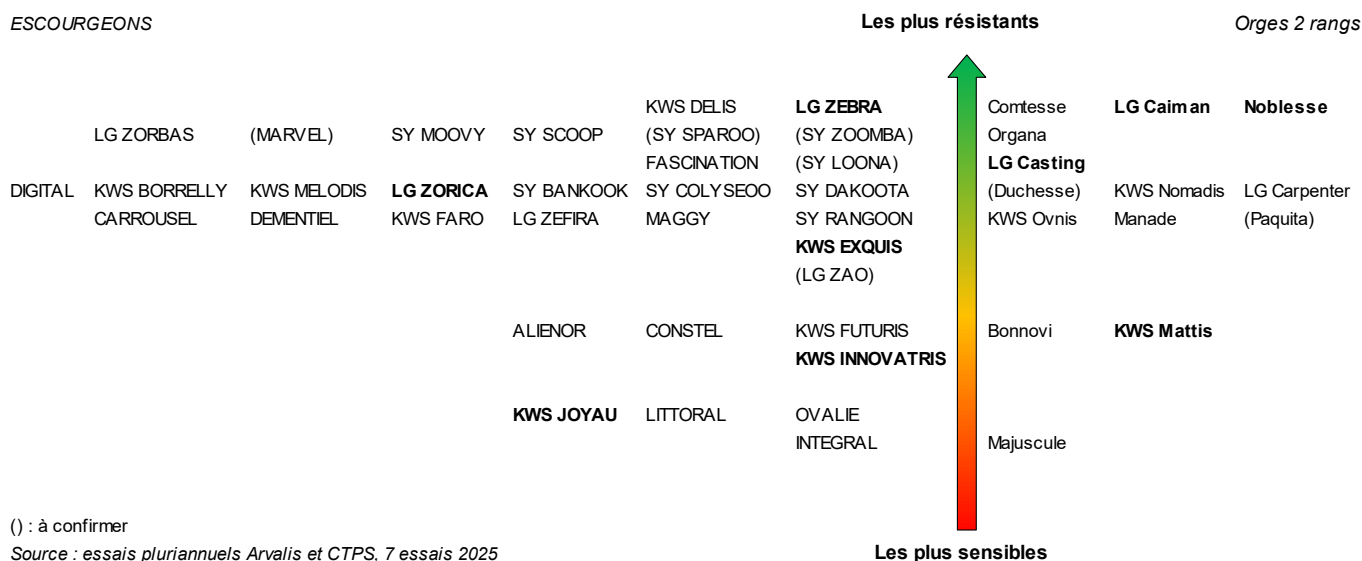 ESCOURGEONS Les plus résistants Orges 2 rangs
KWS DELIS LG ZEBRA Comtesse LG Caiman Noblesse
LG ZORBAS (MARVEL) SY MOOVY SY SCOOP (SY SPAROO) (SY ZOOMBA) Organa
FASCINATION (SY LOONA) LG Casting
DIGITAL KWS BORRELLY KWS MELODIS LG ZORICA SY BANKOOK SY COLYSEOO SY DAKOOTA (Duchesse) KWS Nomadis LG Carpenter
CARROUSEL DEMENTIEL KWS FARO LG ZEFIRA MAGGY SY RANGOON KWS Ovnis Manade (Paquita)
KWS EXQUIS
(LG ZAO)
ALIENOR CONSTEL KWS FUTURIS Bonnovi KWS Mattis
KWS INNOVATRIS
KWS JOYAU LITTORAL OVALIE
INTEGRAL Majuscule
() : à confirmer
Source : essais pluriannuels Arvalis et CTPS, 7 essais 2025 Les plus sensibles